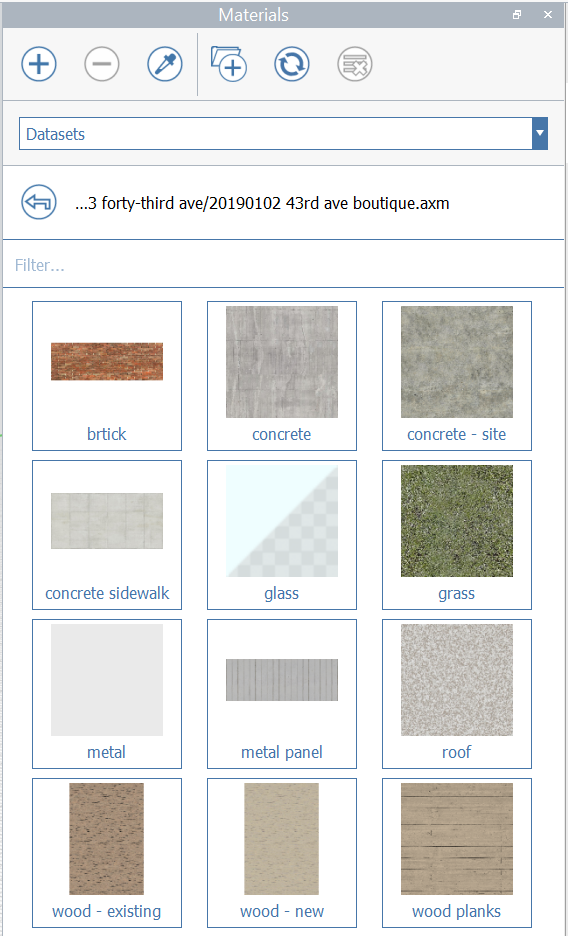 Materials
Datasets
...3 forty-third ave/20190102 43rd ave boutique.axm
Filter...
brtick
concrete
concrete - site
concrete sidewalk
glass
grass
metal
metal panel
roof
wood - existing
wood - new
wood planks